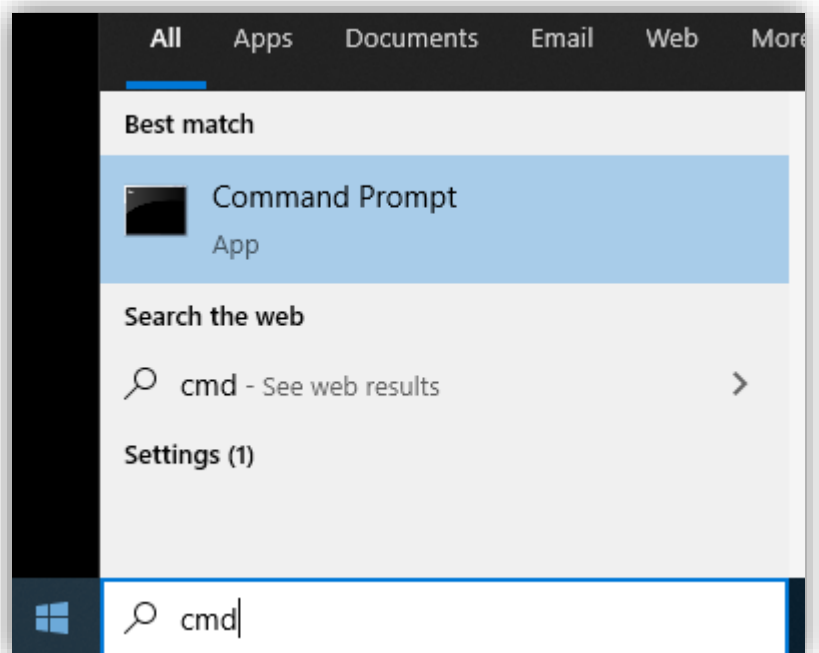 All Apps Documents Email Web More
Best match
Command Prompt
App
Search the web
cmd - See web results
Settings (1)
cmd